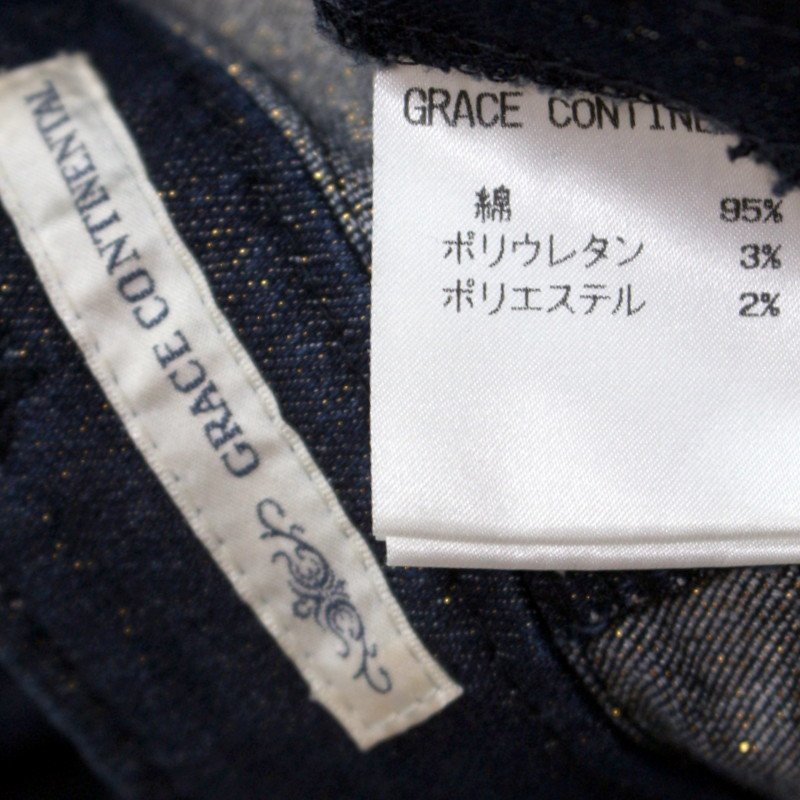 GRACE CONTINENTAL
GRACE CONTINE
綿 95%
ポリウレタン 3%
ポリエステル 2%